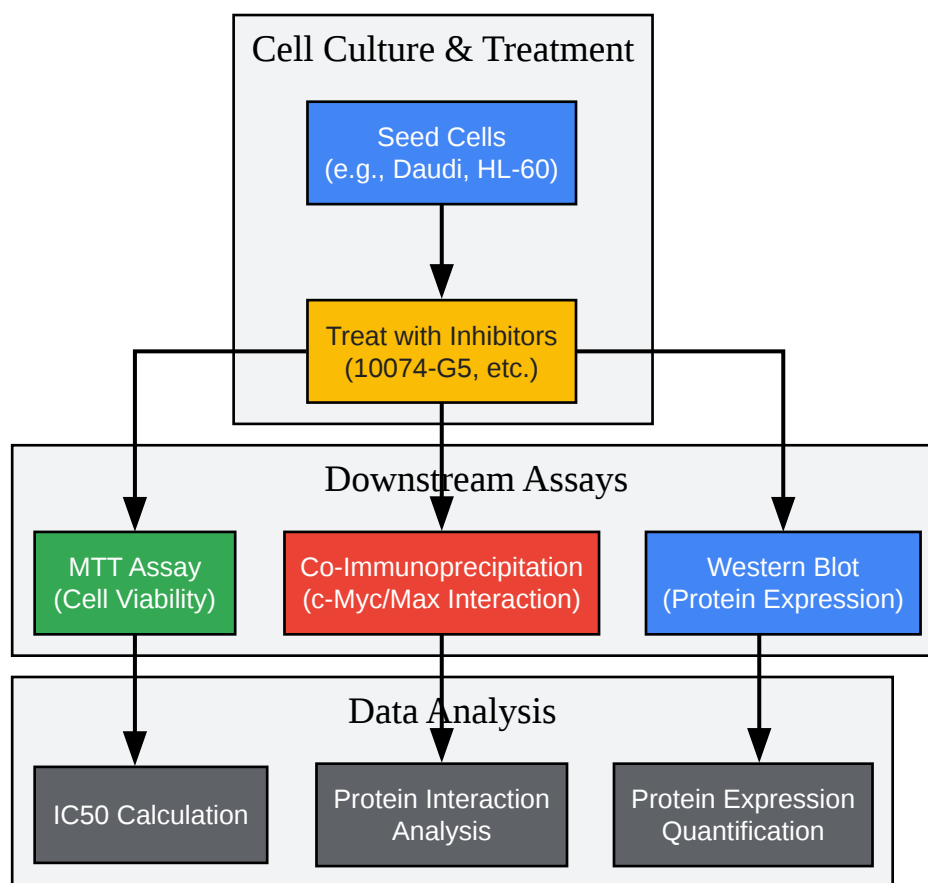 Cell Culture & Treatment
Seed Cells
(e.g., Daudi, HL-60)
Treat with Inhibitors
(10074-G5, etc.)
Downstream Assays
MTT Assay
(Cell Viability)
Co-Immunoprecipitation
(c-Myc/Max Interaction)
Western Blot
(Protein Expression)
Data Analysis
IC50 Calculation
Protein Interaction
Analysis
Protein Expression
Quantification